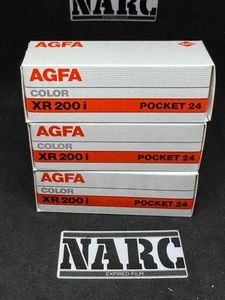 NARC
AGFA
COLOR
XR 200 i POCKET 24
AGFA
COLOR
XR 200 i POCKET 24
AGFA
COLOR
XR 200 i POCKET 24
NARC
EXPIRED FILM